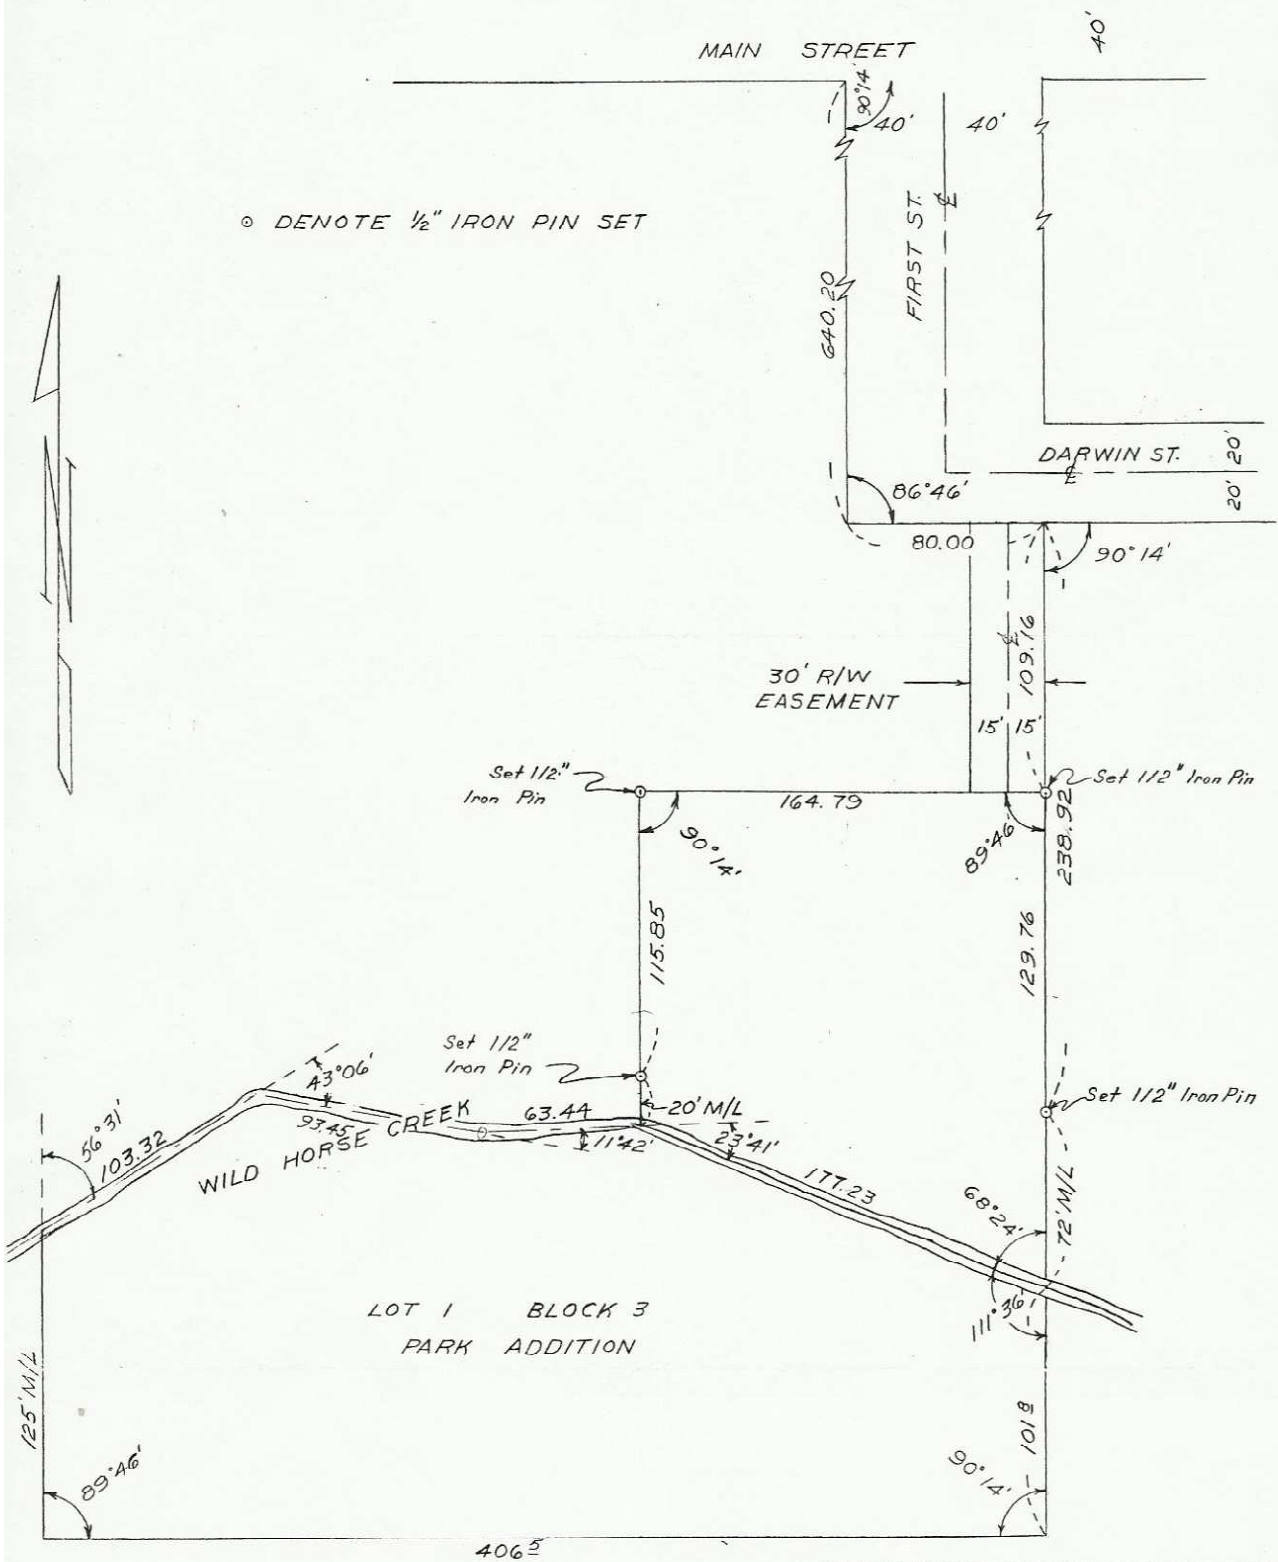 MAIN STREET
40'
90°14'
40'
40'
⊙ DENOTE 1/2" IRON PIN SET
FIRST ST.
℄
640.20
DARWIN ST.
℄
20'
20'
86°46'
80.00
90°14'
109.16
℄
30' R/W
EASEMENT
15'
15'
Set 1/2"
Iron Pin
164.79
Set 1/2" Iron Pin
90°14'
89°46'
238.92
115.85
129.76
Set 1/2"
Iron Pin
43°06'
Set 1/2" Iron Pin
20' M/L
63.44
93.45
WILD HORSE CREEK
11°42'
23°41'
56°31'
103.32
177.23
68°24'
72' M/L
111°36'
LOT 1 BLOCK 3
PARK ADDITION
125' M/L
101 8
89°46'
90°14'
406 5
N